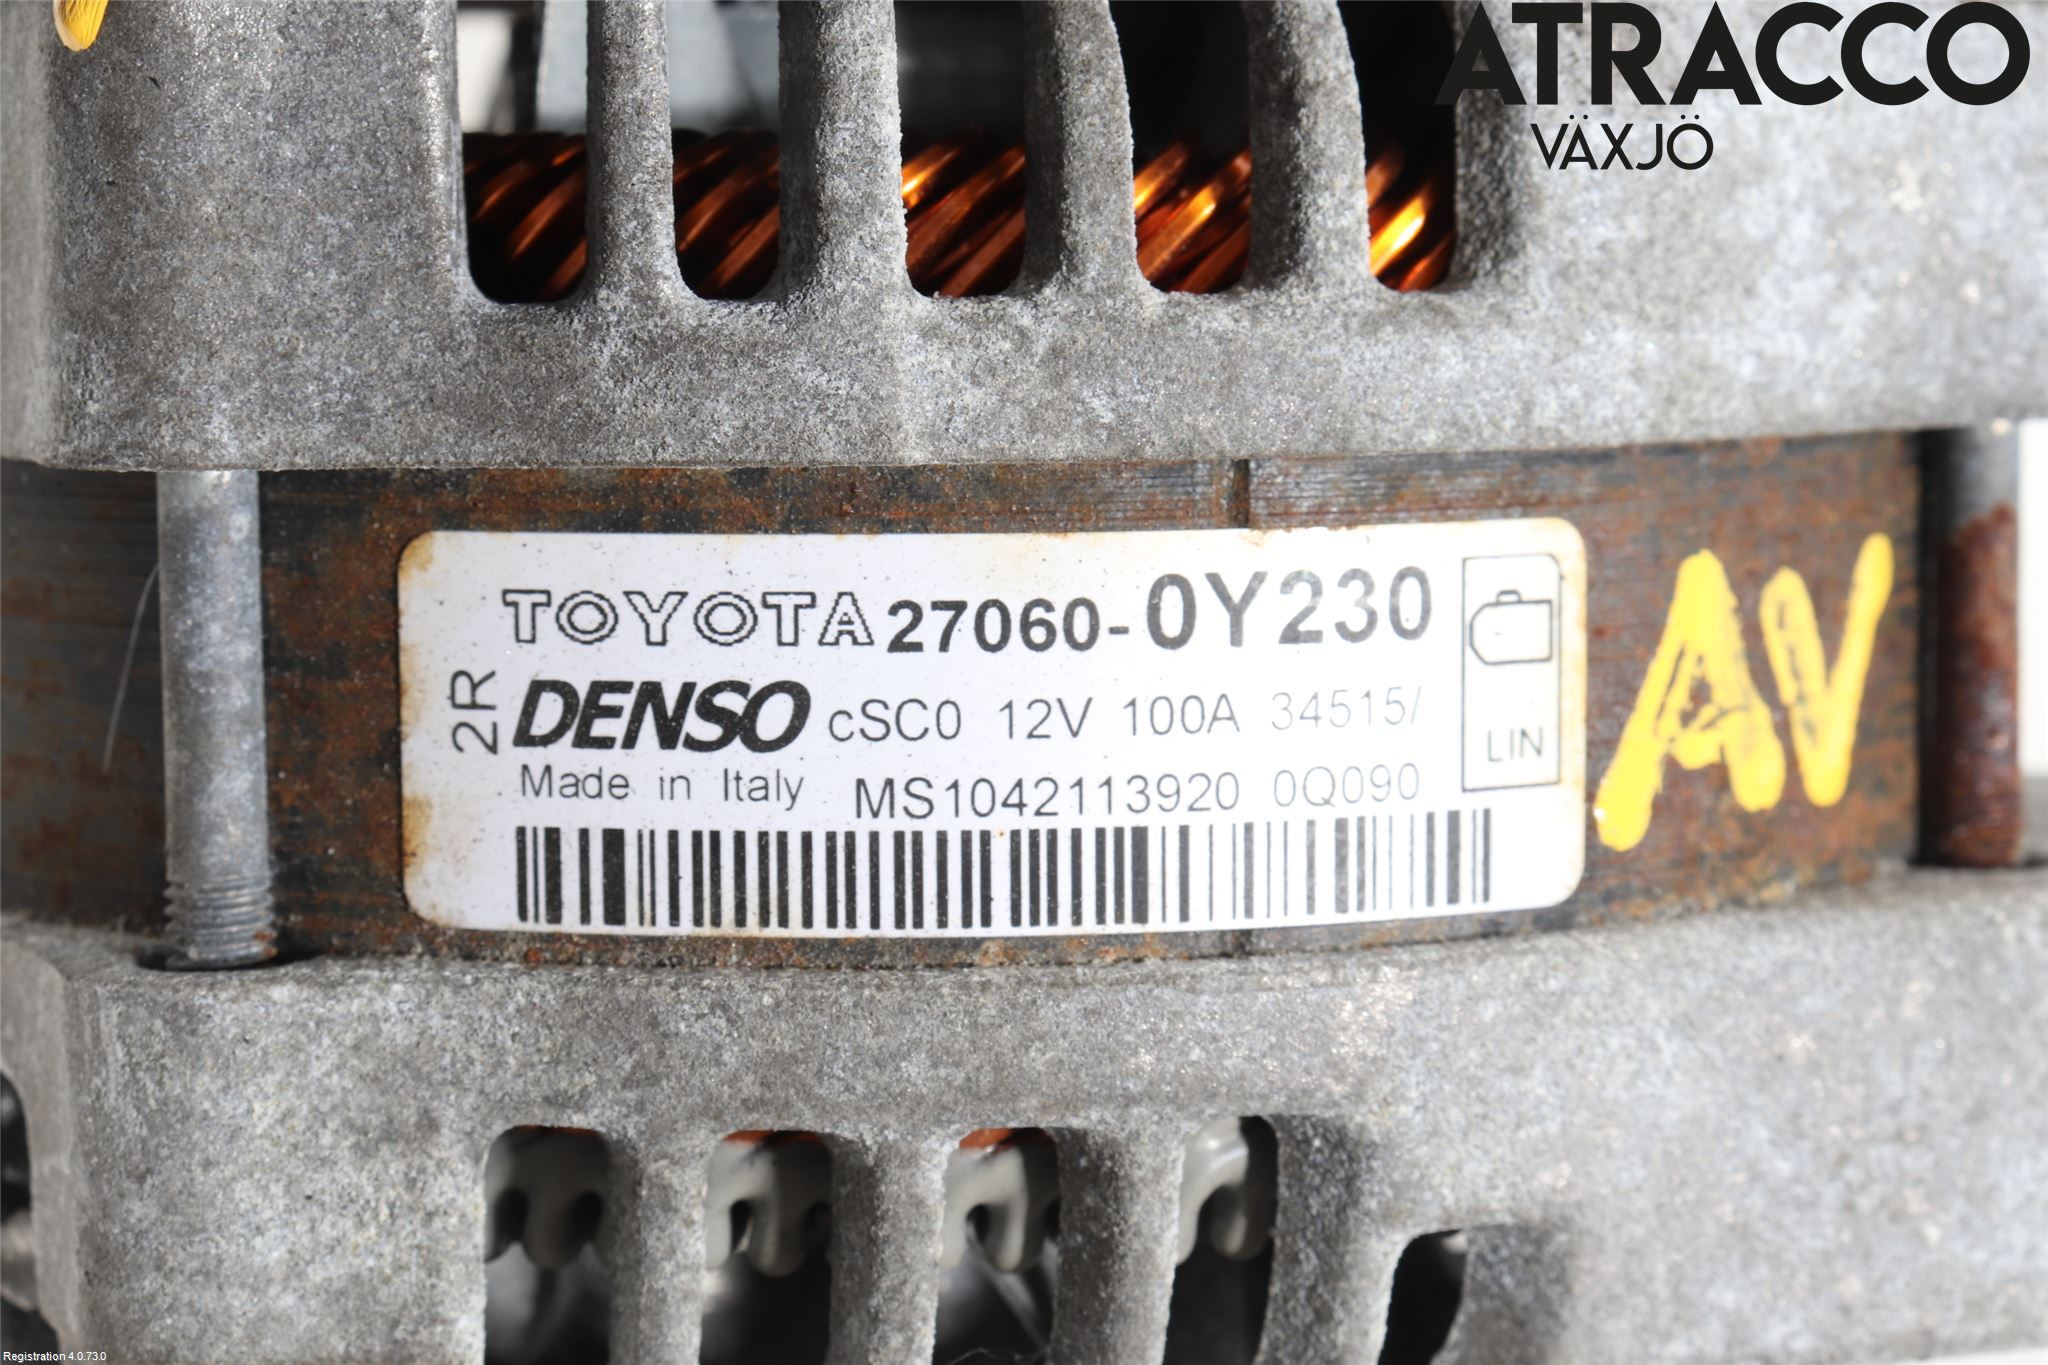 ATRACCO
VÄXJÖ
TOYOTA 27060-0Y230
2R
DENSO cSC0 12V 100A 34515/
LIN
Made in Italy MS1042113920 0Q090
AV
Registration 4.0.73.0